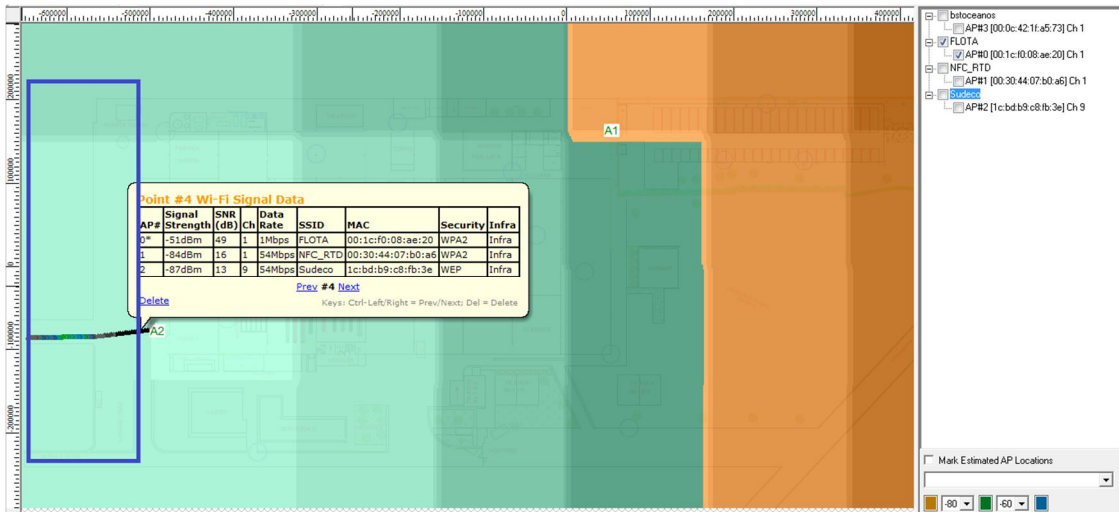 -500000 -400000 -300000 -200000 -100000 0 100000 200000 300000 400000
200000
100000
0
-100000
-200000
A1
Point #4 Wi-Fi Signal Data
AP# Signal Strength SNR (dB) Ch Data Rate SSID MAC Security Infra
0* -51dBm 49 1 1Mbps FLOTA 00:1c:f0:08:ae:20 WPA2 Infra
1 -84dBm 16 1 54Mbps NFC_RTD 00:30:44:07:b0:a6 WPA2 Infra
2 -87dBm 13 9 54Mbps Sudeco 1c:bd:b9:c8:fb:3e WEP Infra
Prev #4 Next
Delete Keys: Ctrl-Left/Right = Prev/Next; Del = Delete
A2
bstoceanos
AP#3 [00:0c:42:1f:a5:73] Ch 1
FLOTA
AP#0 [00:1c:f0:08:ae:20] Ch 1
NFC_RTD
AP#1 [00:30:44:07:b0:a6] Ch 1
Sudeco
AP#2 [1c:bd:b9:c8:fb:3e] Ch 9
Mark Estimated AP Locations
-80 -60